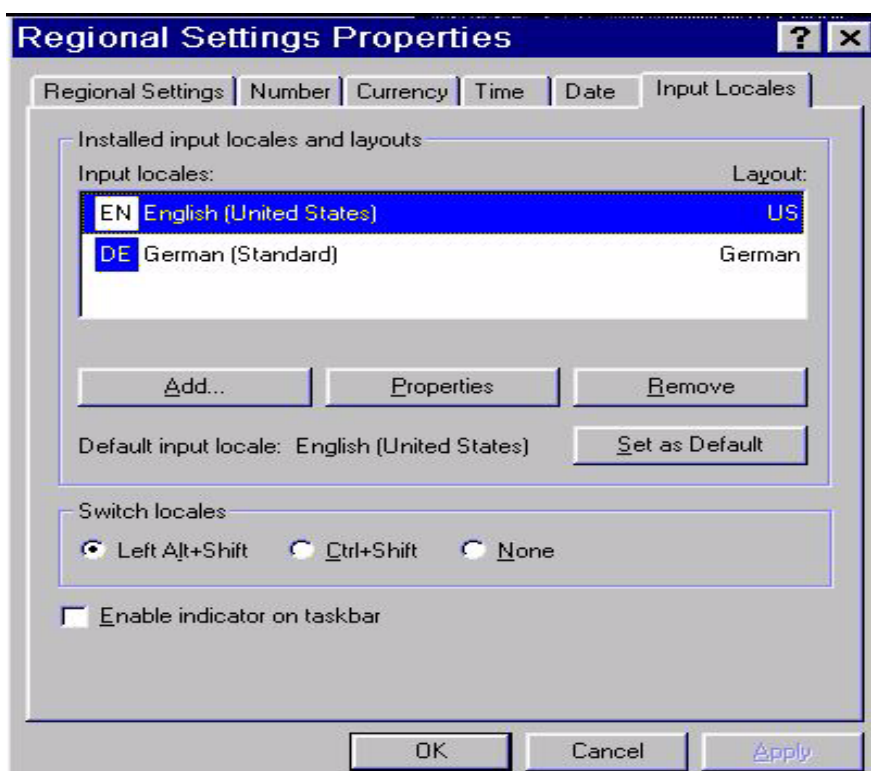 Regional Settings Properties
Regional Settings Number Currency Time Date Input Locales
Installed input locales and layouts
Input locales: Layout:
EN English (United States) US
DE German (Standard) German
Add... Properties Remove
Default input locale: English (United States) Set as Default
Switch locales
Left Alt+Shift Ctrl+Shift None
Enable indicator on taskbar
OK Cancel Apply